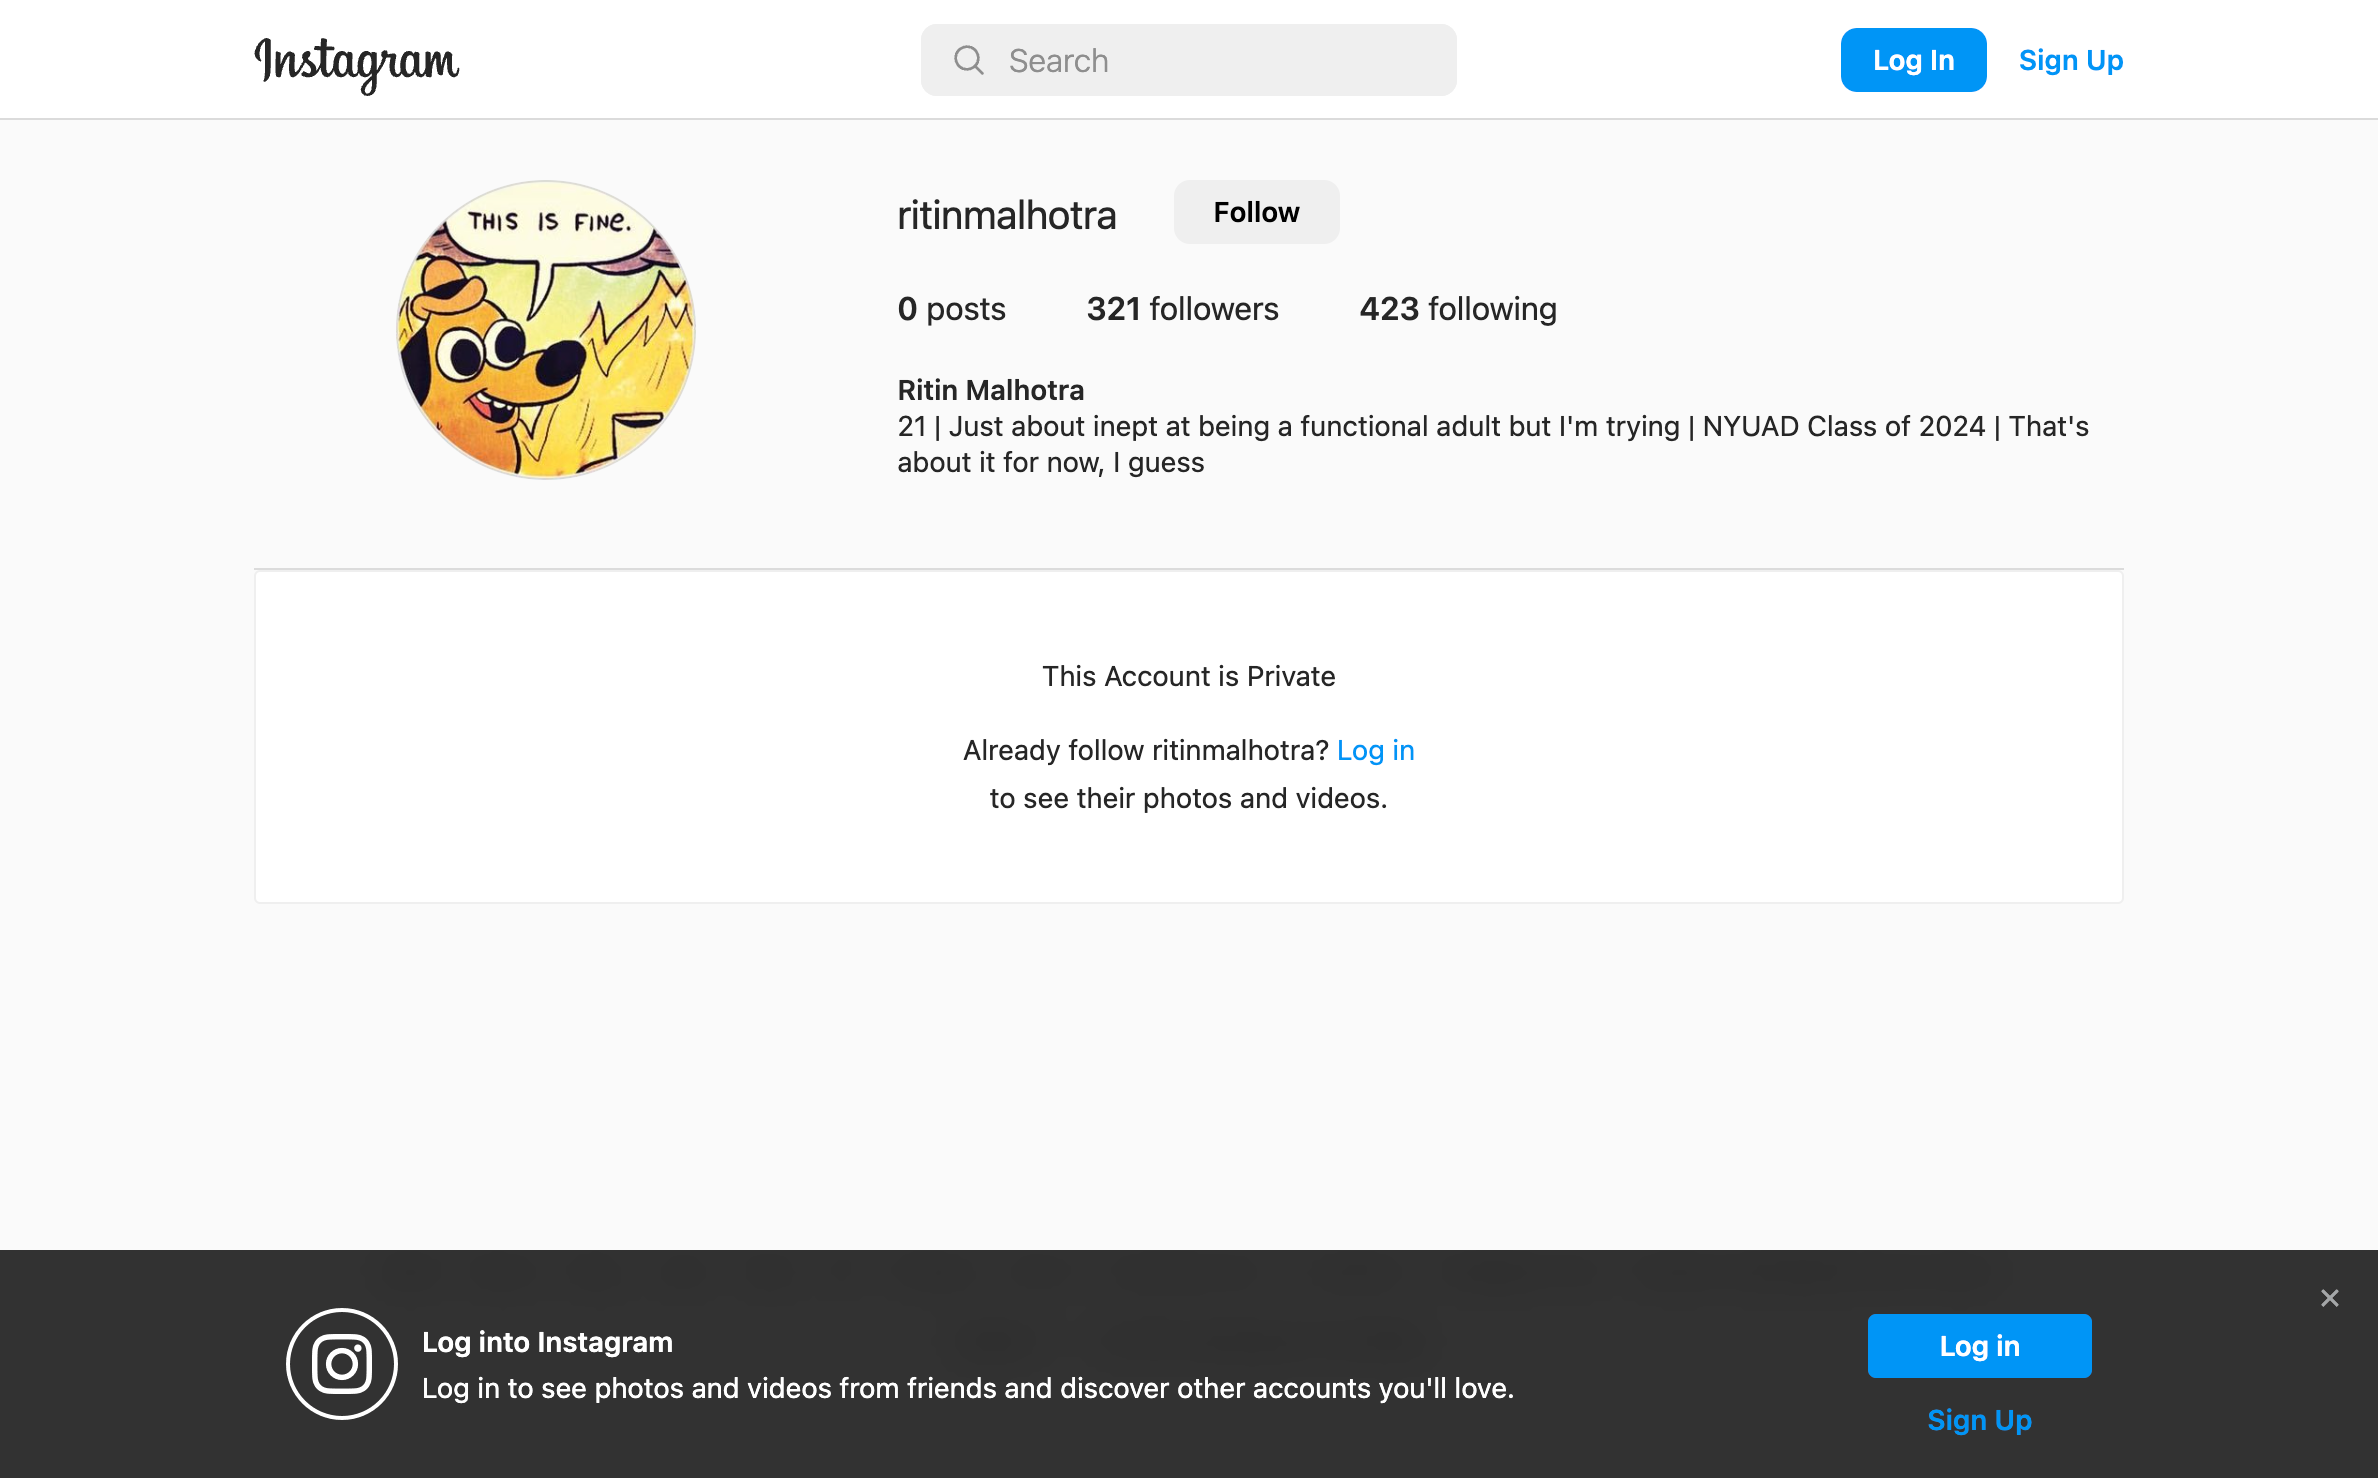 Instagram
Search
Log In
Sign Up
THIS IS FINE.
ritinmalhotra
Follow
0 posts
321 followers
423 following
Ritin Malhotra
21 | Just about inept at being a functional adult but I'm trying | NYUAD Class of 2024 | That's
about it for now, I guess
This Account is Private
Already follow ritinmalhotra? Log in
to see their photos and videos.
Log into Instagram
Log in to see photos and videos from friends and discover other accounts you'll love.
Log in
Sign Up